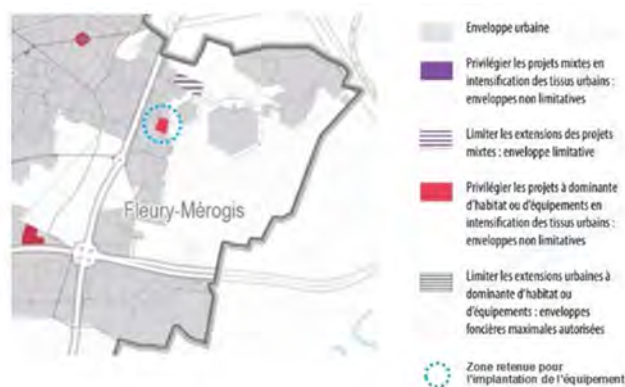 Fleury-Mérogis
Enveloppe urbaine
Privilégier les projets mixtes en
intensification des tissus urbains :
enveloppes non limitatives
Limiter les extensions des projets
mixtes : enveloppe limitative
Privilégier les projets à dominante
d'habitat ou d'équipements en
intensification des tissus urbains :
enveloppes non limitatives
Limiter les extensions urbaines à
dominante d'habitat ou
d'équipements : enveloppes
foncières maximales autorisées
Zone retenue pour
l'implantation de l'équipement